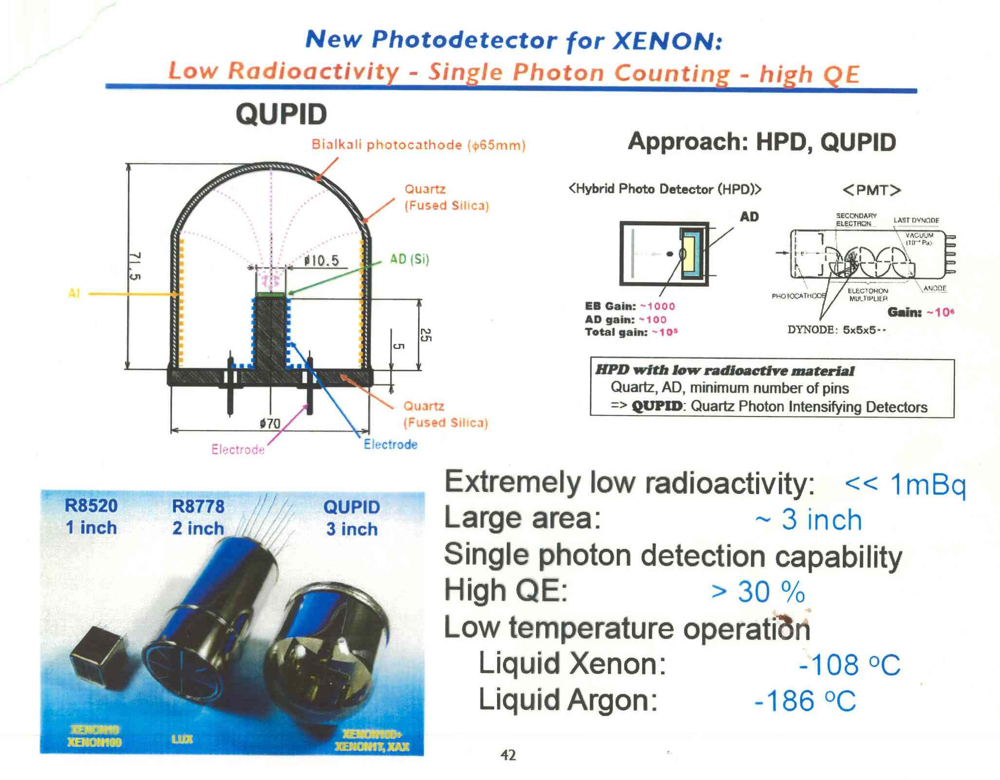 New Photodetector for XENON:
Low Radioactivity - Single Photon Counting - high QE
QUPID
Bialkali photocathode (ϕ65mm)
Quartz
(Fused Silica)
AD (Si)
ø10.5
71.5
Al
25
5
Quartz
(Fused Silica)
ø70
Electrode
Electrode
Approach: HPD, QUPID
<Hybrid Photo Detector (HPD)>
<PMT>
AD
SECONDARY
ELECTRON
LAST DYNODE
VACUUM
PHOTOCATHODE
ELECTOHON
MULTIPLIER
ANODE
EB Gain: ~1000
AD gain: ~100
Total gain: ~10⁵
Gain: ~10⁶
DYNODE: 5x5x5··
HPD with low radioactive material
Quartz, AD, minimum number of pins
=> QUPID: Quartz Photon Intensifying Detectors
R8520
1 inch
R8778
2 inch
QUPID
3 inch
XENON10
XENON100
LUX
XENON100+
XENON1T, XAX
Extremely low radioactivity: << 1mBq
Large area: ~ 3 inch
Single photon detection capability
High QE: > 30 %
Low temperature operation
Liquid Xenon: -108 ºC
Liquid Argon: -186 ºC
42